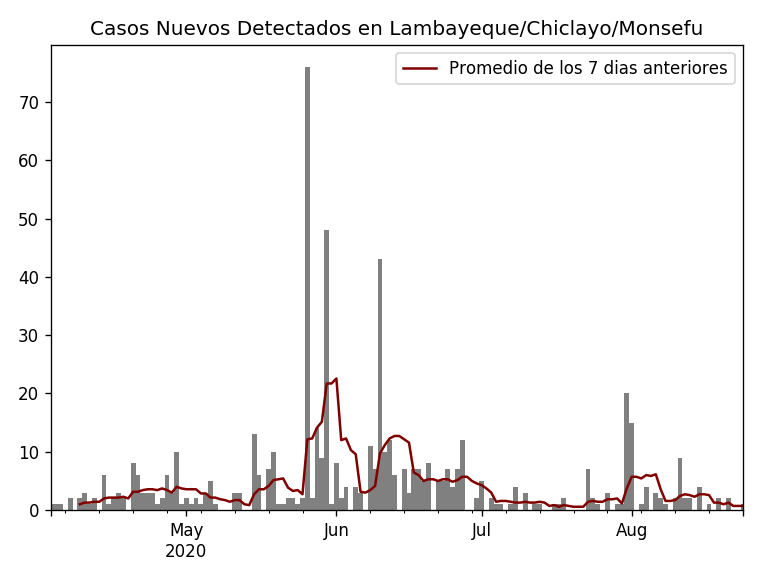 Casos Nuevos Detectados en Lambayeque/Chiclayo/Monsefu
Promedio de los 7 dias anteriores
70
60
50
40
30
20
10
0
May
2020
Jun
Jul
Aug